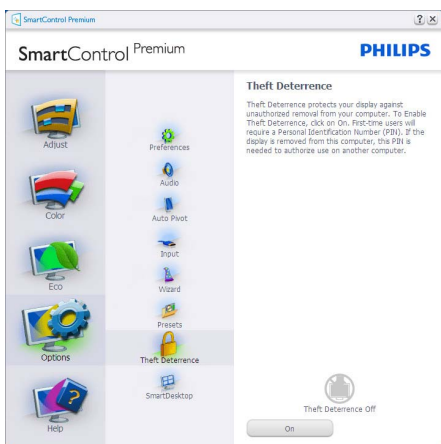 SmartControl Premium
SmartControl Premium
PHILIPS
Adjust
Color
Eco
Options
Help
Preferences
Audio
Auto Pivot
Input
Wizard
Presets
Theft Deterrence
SmartDesktop
Theft Deterrence
Theft Deterrence protects your display against
unauthorized removal from your computer. To Enable
Theft Deterrence, click on On. First-time users will
require a Personal Identification Number (PIN). If the
display is removed from this computer, this PIN is
needed to authorize use on another computer.
Theft Deterrence Off
On